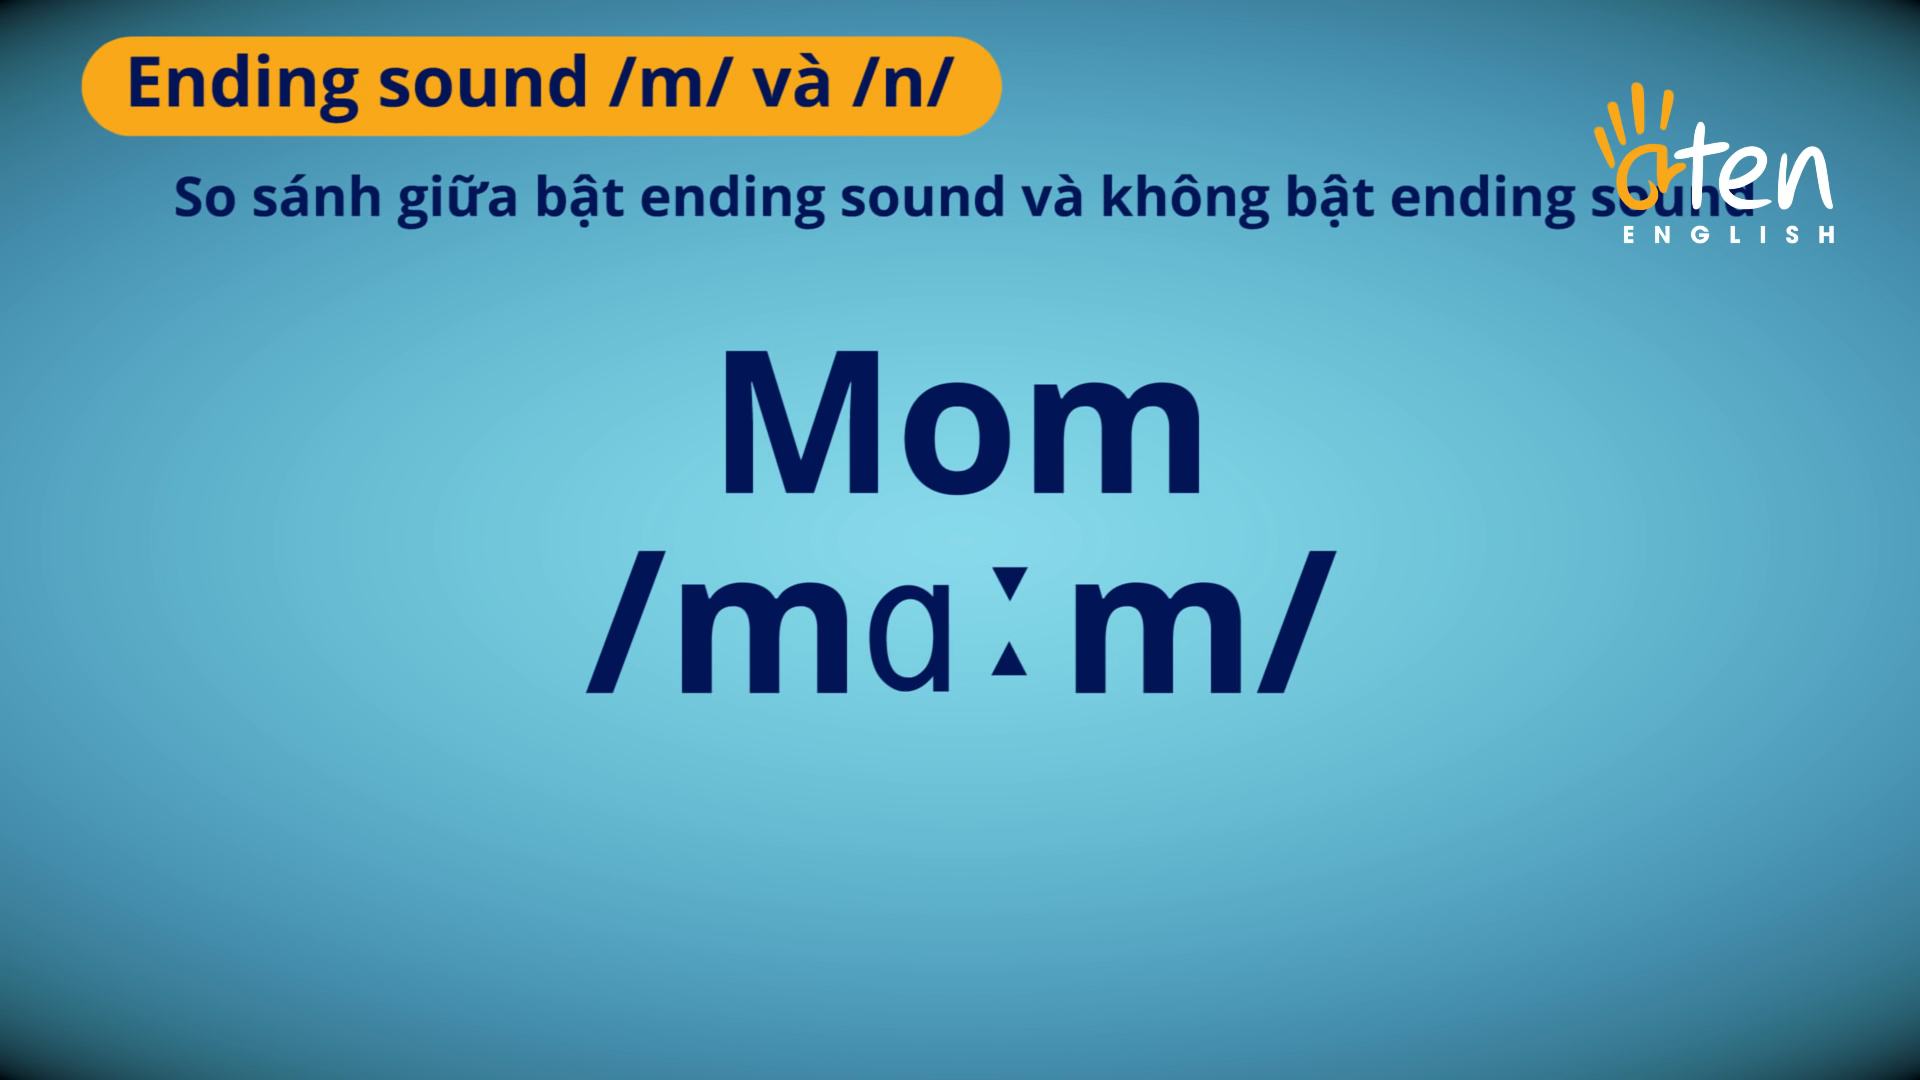 Ending sound /m/ và /n/
So sánh giữa bật ending sound và không bật ending sound
aten
ENGLISH
Mom
/mɑːm/